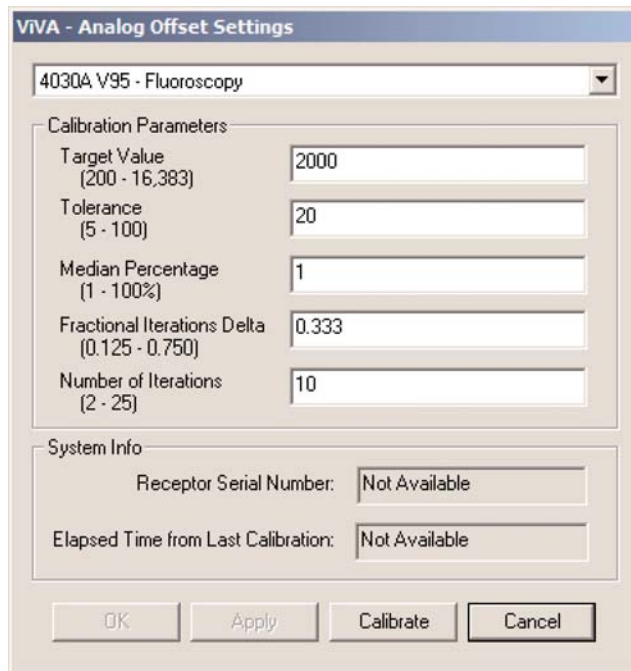 ViVA - Analog Offset Settings
4030A V95 - Fluoroscopy
Calibration Parameters
Target Value
(200 - 16,383)
2000
Tolerance
(5 - 100)
20
Median Percentage
(1 - 100%)
1
Fractional Iterations Delta
(0.125 - 0.750)
0.333
Number of Iterations
(2 - 25)
10
System Info
Receptor Serial Number: Not Available
Elapsed Time from Last Calibration: Not Available
OK Apply Calibrate Cancel